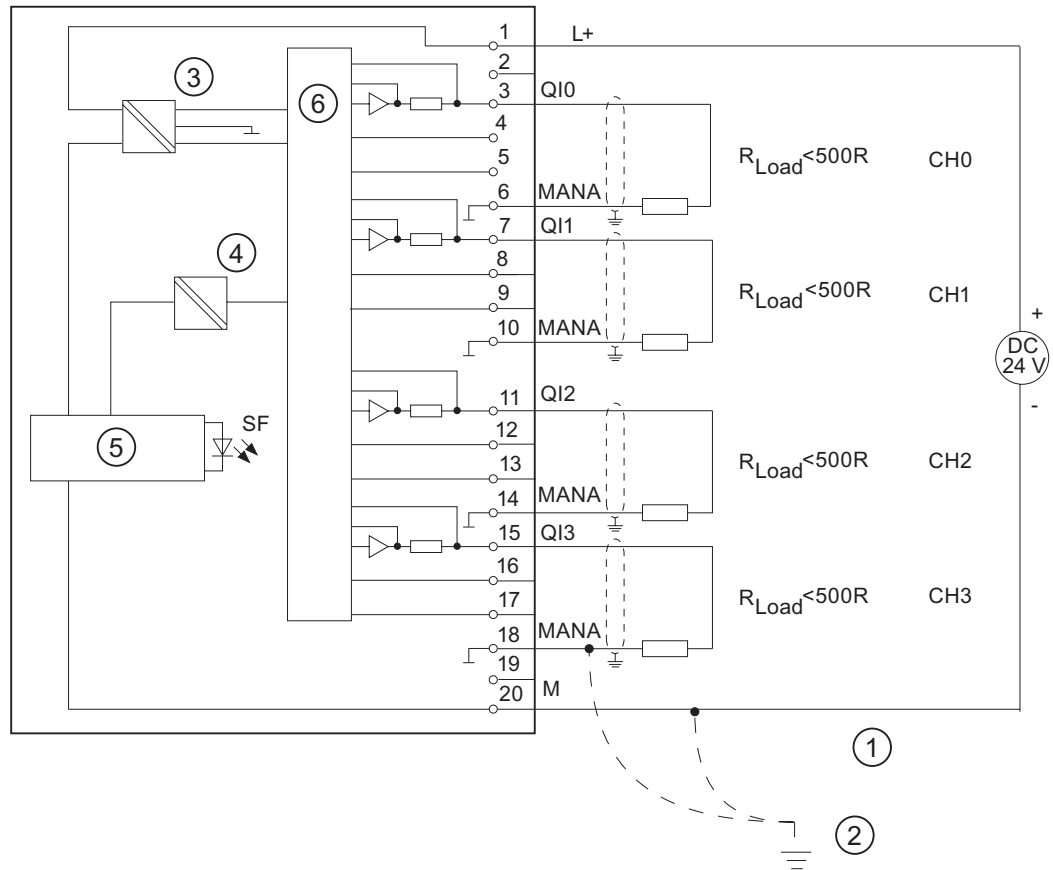 1
L+
2
3
QI0
4
5
6
MANA
RLoad<500R
CH0
7
QI1
8
9
10
MANA
RLoad<500R
CH1
11
QI2
12
13
14
MANA
RLoad<500R
CH2
15
QI3
16
17
18
MANA
RLoad<500R
CH3
19
20
M
+
DC
24 V
-
3
6
4
5
SF
1
2